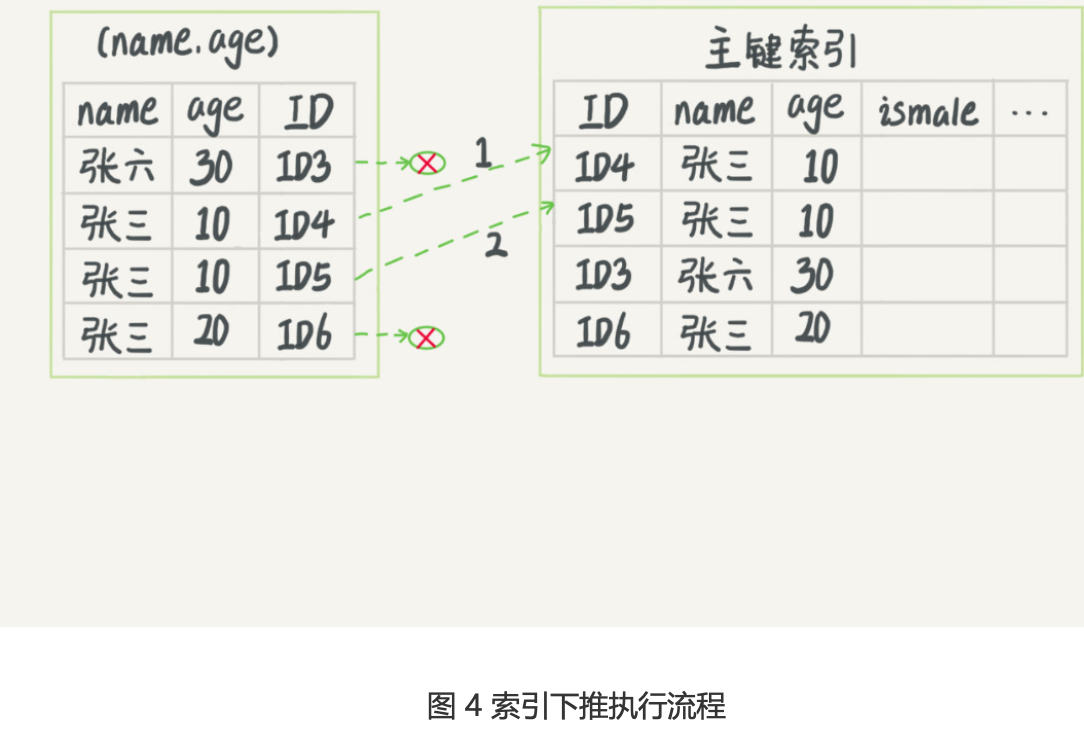 (name.age)
name age ID
张六 30 ID3
张三 10 ID4
张三 10 ID5
张三 20 ID6
1
2
主键索引
ID name age ismale ...
ID4 张三 10
ID5 张三 10
ID3 张六 30
ID6 张三 20
图 4 索引下推执行流程